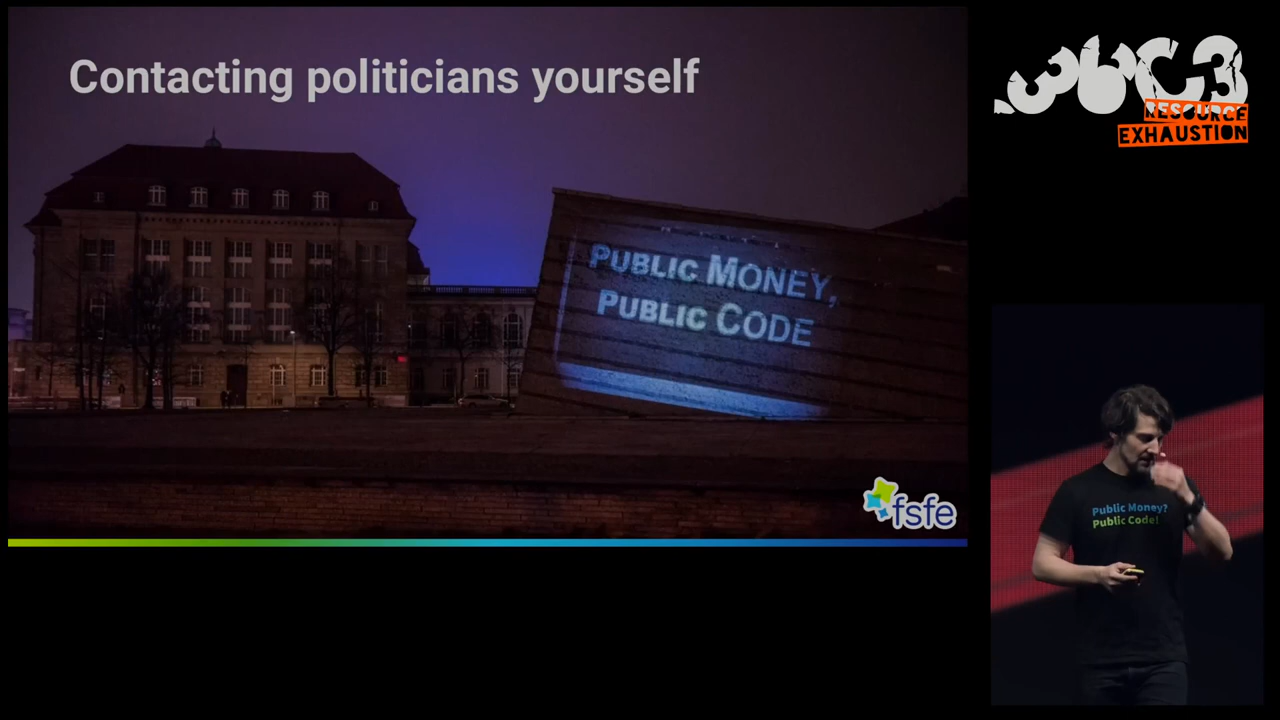 Contacting politicians yourself
PUBLIC MONEY,
PUBLIC CODE
fsfe
36C3
RESOURCE
EXHAUSTION
Public Money?
Public Code!